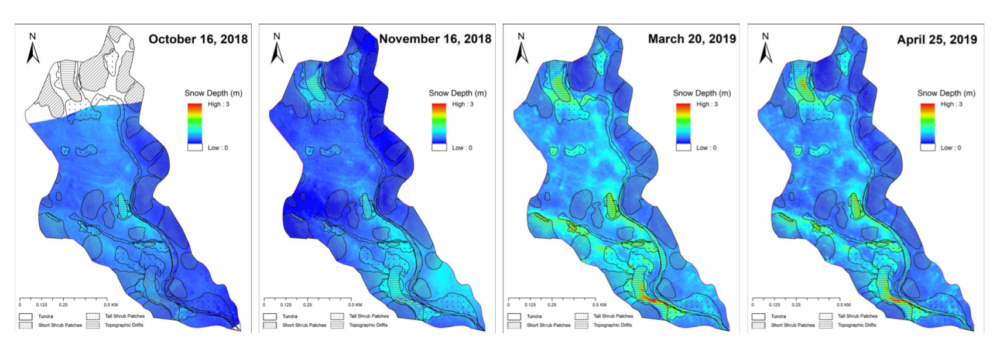 N
October 16, 2018
Snow Depth (m)
High : 3
Low : 0
0 0.125 0.25 0.5 KM
Tundra
Tall Shrub Patches
Short Shrub Patches
Topographic Drifts
N
November 16, 2018
Snow Depth (m)
High : 3
Low : 0
0 0.125 0.25 0.5 KM
Tundra
Tall Shrub Patches
Short Shrub Patches
Topographic Drifts
N
March 20, 2019
Snow Depth (m)
High : 3
Low : 0
0 0.125 0.25 0.5 KM
Tundra
Tall Shrub Patches
Short Shrub Patches
Topographic Drifts
N
April 25, 2019
Snow Depth (m)
High : 3
Low : 0
0 0.125 0.25 0.5 KM
Tundra
Tall Shrub Patches
Short Shrub Patches
Topographic Drifts